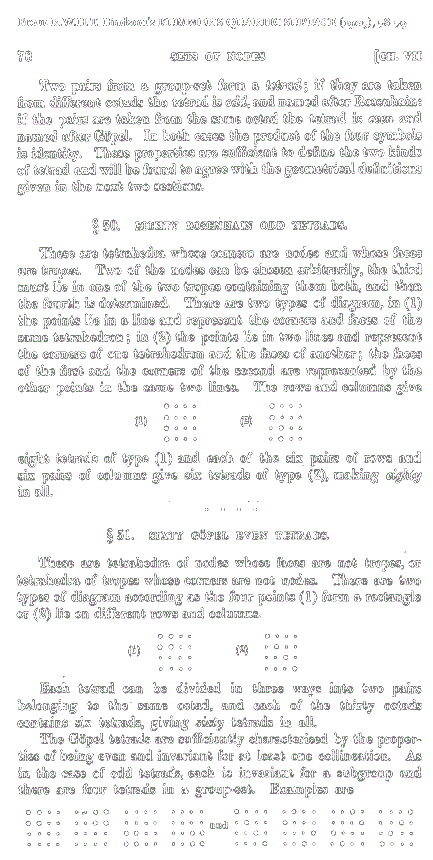 From R.W.H.T. Hudson's KUMMER'S QUARTIC SURFACE (1905), 78-79
78 SETS OF NODES [CH. VII
Two pairs from a group-set form a tetrad; if they are taken
from different octads the tetrad is odd, and named after Rosenhain:
if the pairs are taken from the same octad the tetrad is even and
named after Göpel. In both cases the product of the four symbols
is identity. These properties are sufficient to define the two kinds
of tetrad and will be found to agree with the geometrical definitions
given in the next two sections.
§ 50. EIGHTY ROSENHAIN ODD TETRADS.
These are tetrahedra whose corners are nodes and whose faces
are tropes. Two of the nodes can be chosen arbitrarily, the third
must lie in one of the two tropes containing them both, and then
the fourth is determined. There are two types of diagram, in (1)
the points lie in a line and represent the corners and faces of the
same tetrahedron; in (2) the points lie in two lines and represent
the corners of one tetrahedron and the faces of another; the faces
of the first and the corners of the second are represented by the
other points in the same two lines. The rows and columns give
(1) (2)
eight tetrads of type (1) and each of the six pairs of rows and
six pairs of columns give six tetrads of type (2), making eighty
in all.
§ 51. SIXTY GÖPEL EVEN TETRADS.
These are tetrahedra of nodes whose faces are not tropes, or
tetrahedra of tropes whose corners are not nodes. There are two
types of diagram according as the four points (1) form a rectangle
or (2) lie on different rows and columns.
(1) (2)
Each tetrad can be divided in three ways into two pairs
belonging to the same octad, and each of the thirty octads
contains six tetrads, giving sixty tetrads in all.
The Göpel tetrads are sufficiently characterised by the proper-
ties of being even and invariant for at least one collineation. As
in the case of odd tetrads, each is invariant for a subgroup and
there are four tetrads in a group-set. Examples are
and